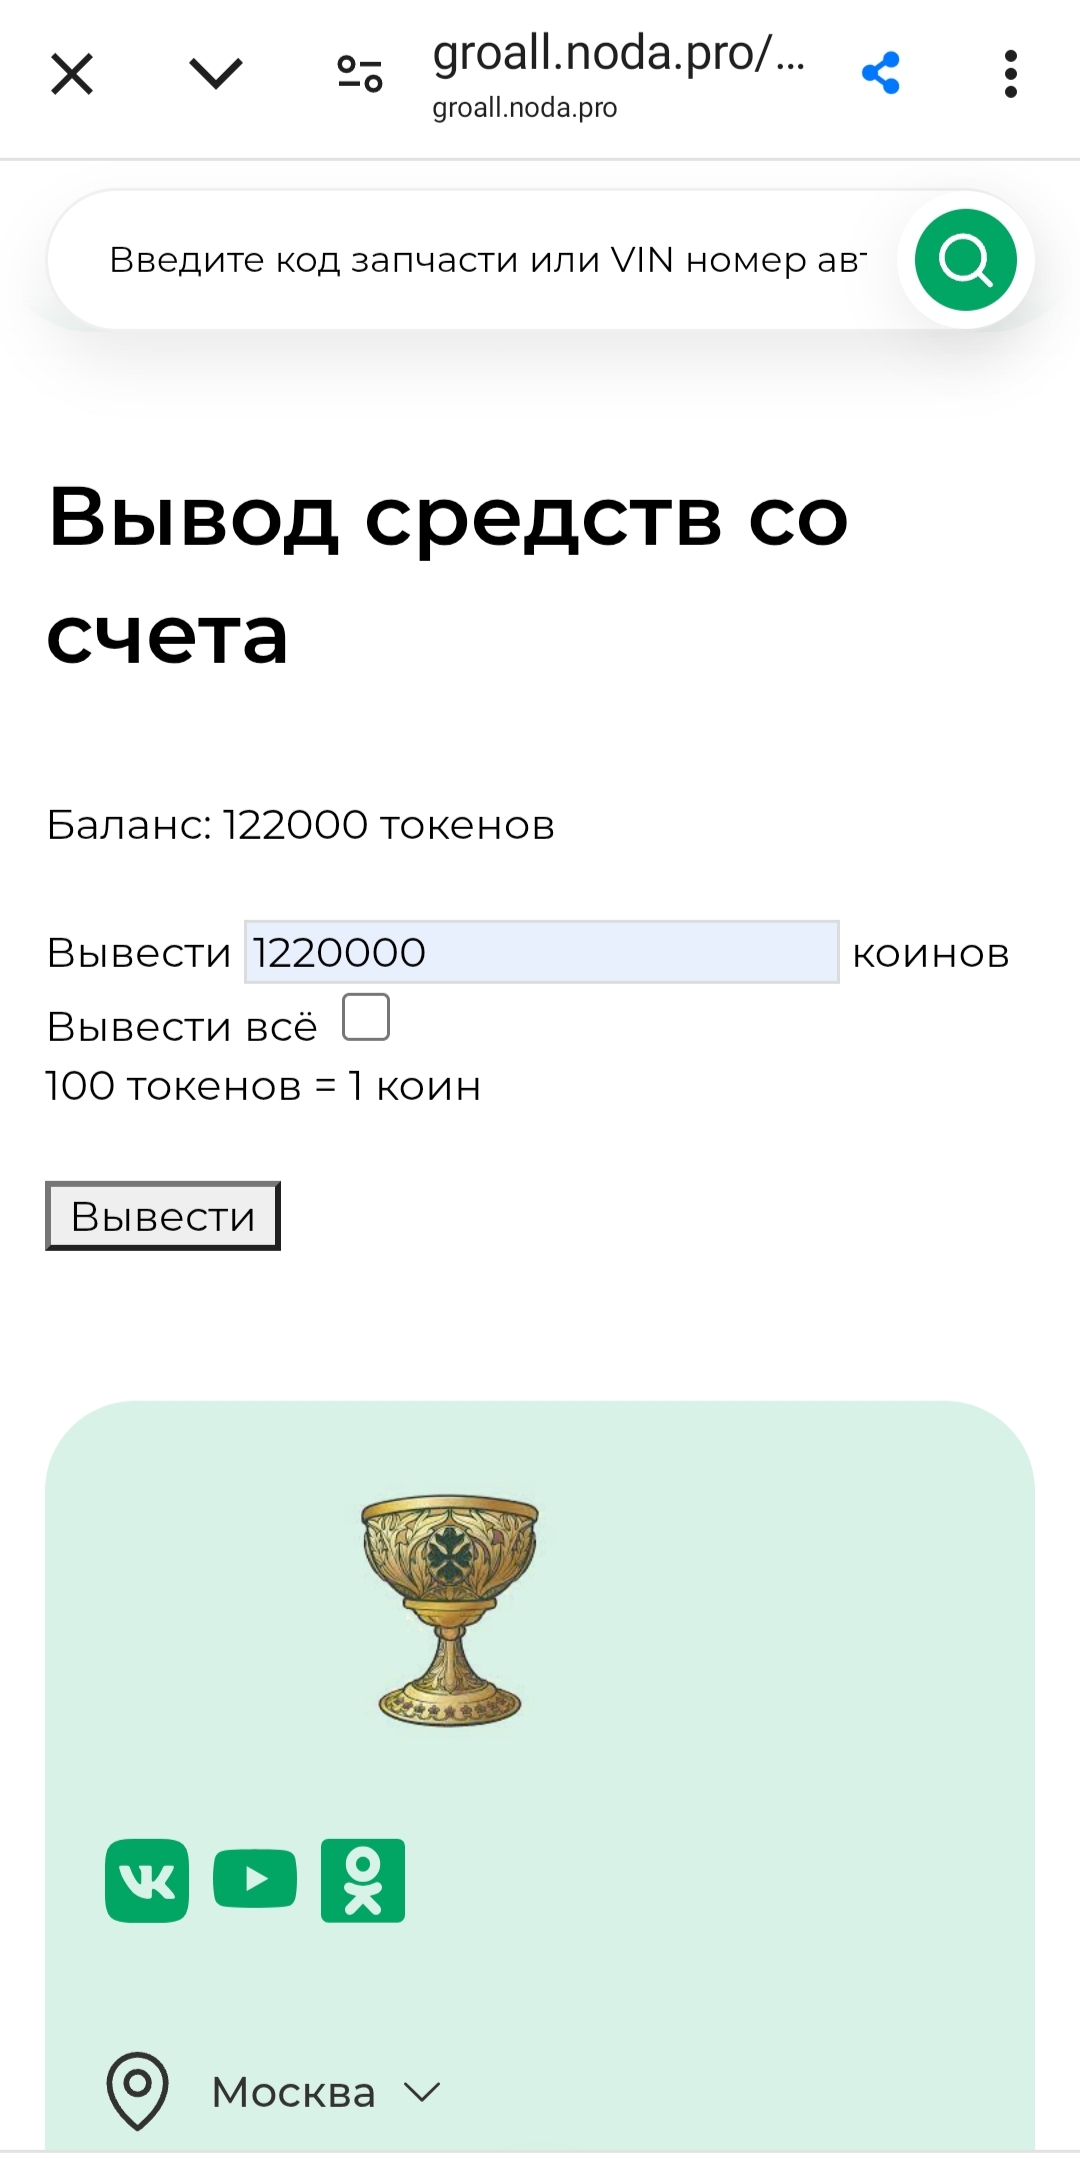 groall.noda.pro/...
groall.noda.pro
Введите код запчасти или VIN номер авт
Вывод средств со
счета
Баланс: 122000 токенов
Вывести 1220000 коинов
Вывести всё
100 токенов = 1 коин
Вывести
Москва